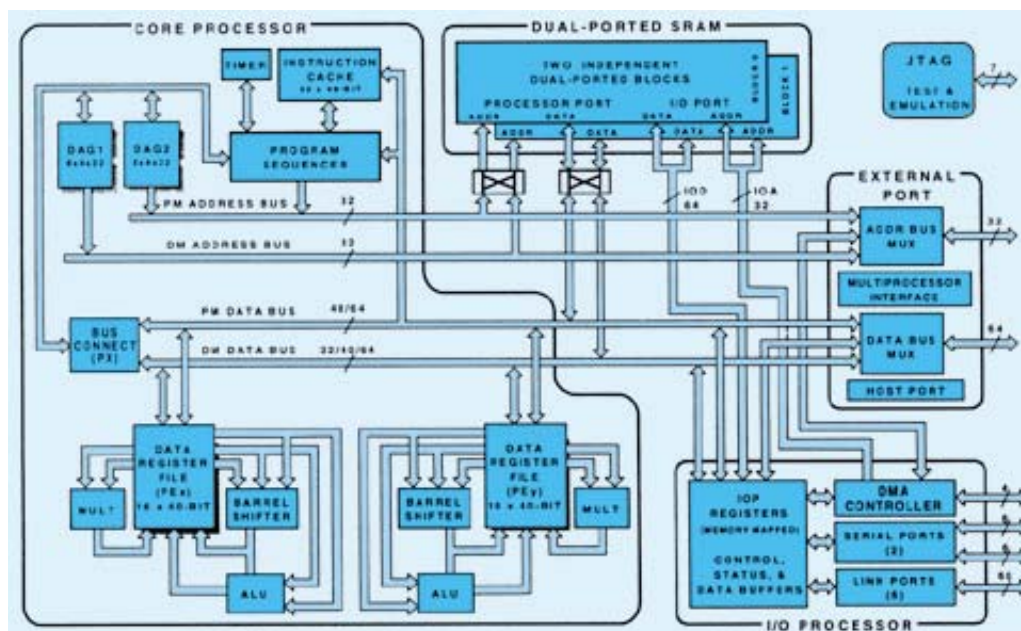 CORE PROCESSOR
TIMER
INSTRUCTION
CACHE
DAG1
DAG2
PROGRAM
SEQUENCES
PM ADDRESS BUS
32
DM ADDRESS BUS
32
BUS
CONNECT
(PX)
PM DATA BUS
48/64
DM DATA BUS
32/40/64
DATA
REGISTER
FILE
(PEx)
16 x 40-BIT
MULT
BARREL
SHIFTER
ALU
DATA
REGISTER
FILE
(PEy)
16 x 40-BIT
BARREL
SHIFTER
MULT
ALU
DUAL-PORTED SRAM
TWO INDEPENDENT
DUAL-PORTED BLOCKS
PROCESSOR PORT
I/O PORT
ADDR
DATA
DATA
ADDR
BLOCK 0
ADDR
DATA
DATA
ADDR
BLOCK 1
IOD
64
IOA
32
JTAG
TEST &
EMULATION
7
EXTERNAL
PORT
ADDR BUS
MUX
32
MULTIPROCESSOR
INTERFACE
DATA BUS
MUX
64
HOST PORT
IOP
REGISTERS
(MEMORY MAPPED)
CONTROL,
STATUS, &
DATA BUFFERS
DMA
CONTROLLER
SERIAL PORTS
(2)
LINK PORTS
(6)
60
I/O PROCESSOR